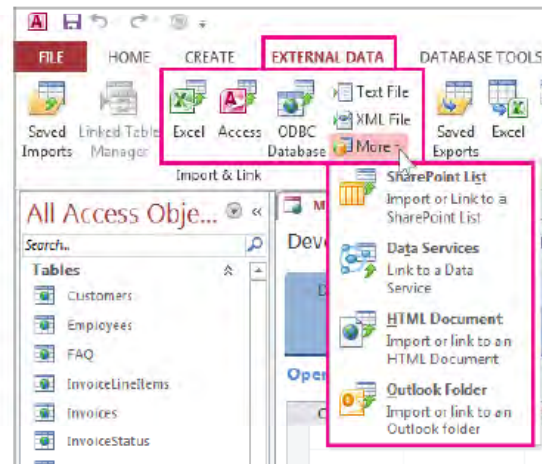 FILE HOME CREATE EXTERNAL DATA DATABASE TOOLS
Saved Imports
Linked Table Manager
Excel
Access
ODBC Database
Text File
XML File
More
Saved Exports
Excel
Import & Link
SharePoint List
Import or Link to a
SharePoint List
Data Services
Link to a Data
Service
HTML Document
Import or link to an
HTML Document
Outlook Folder
Import or link to an
Outlook folder
All Access Obje...
Search..
Tables
Customers
Employees
FAQ
InvoiceLineItems
Invoices
InvoiceStatus
M
Deve
D
Oper